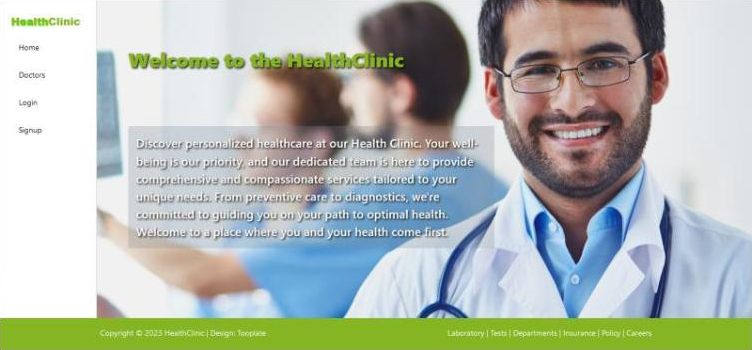 HealthClinic
Home
Doctors
Login
Signup
Welcome to the HealthClinic
Discover personalized healthcare at our Health Clinic. Your well-
being is our priority, and our dedicated team is here to provide
comprehensive and compassionate services tailored to your
unique needs. From preventive care to diagnostics, we're
committed to guiding you on your path to optimal health.
Welcome to a place where you and your health come first.
Copyright © 2023 HealthClinic | Design: Tooplate
Laboratory | Tests | Departments | Insurance | Policy | Careers